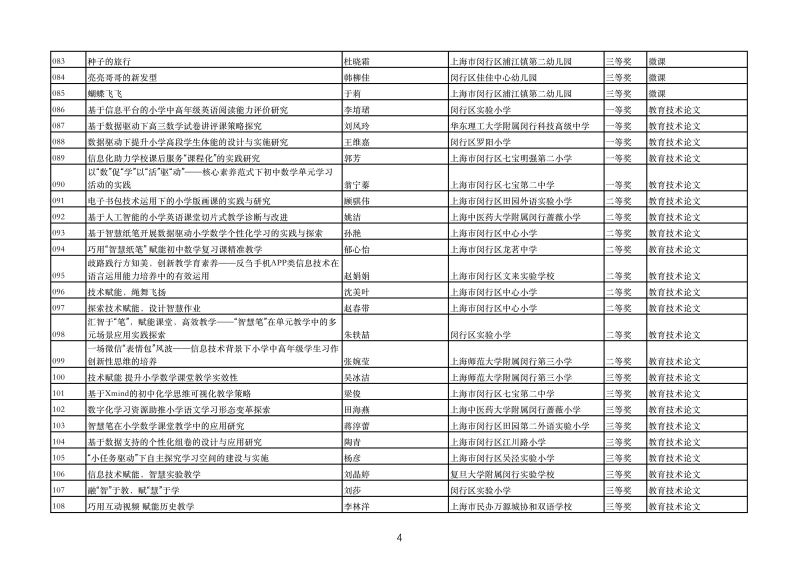 083 种子的旅行 杜晓霜 上海市闵行区浦江镇第二幼儿园 三等奖 微课
084 亮亮哥哥的新发型 韩柳佳 闵行区佳佳中心幼儿园 三等奖 微课
085 蝴蝶飞飞 于莉 上海市闵行区浦江镇第二幼儿园 三等奖 微课
086 基于信息平台的小学中高年级英语阅读能力评价研究 李堉珺 闵行区实验小学 一等奖 教育技术论文
087 基于数据驱动下高三数学试卷讲评课策略探究 刘凤玲 华东理工大学附属闵行科技高级中学 一等奖 教育技术论文
088 数据驱动下提升小学高段学生体能的设计与实施研究 王维嘉 闵行区罗阳小学 一等奖 教育技术论文
089 信息化助力学校课后服务“课程化”的实践研究 郭芳 上海市闵行区七宝明强第二小学 一等奖 教育技术论文
以“数”促“学”以“活”驱“动”——核心素养范式下初中数学单元学习
090 活动的实践 翁宁蓁 上海市闵行区七宝第二中学 一等奖 教育技术论文
091 电子书包技术运用下的小学版画课的实践与研究 顾骐伟 上海市闵行区田园外语实验小学 二等奖 教育技术论文
092 基于人工智能的小学英语课堂切片式教学诊断与改进 姚洁 上海中医药大学附属闵行蔷薇小学 二等奖 教育技术论文
093 基于智慧纸笔开展数据驱动小学数学个性化学习的实践与探索 孙滟 上海市闵行区中心小学 二等奖 教育技术论文
094 巧用“智慧纸笔” 赋能初中数学复习课精准教学 郁心怡 上海市闵行区龙茗中学 二等奖 教育技术论文
歧路践行方知美，创新教学育素养——反刍手机APP类信息技术在
095 语言运用能力培养中的有效运用 赵娟娟 上海市闵行区文来实验学校 二等奖 教育技术论文
096 技术赋能，绳舞飞扬 沈美叶 上海市闵行区中心小学 二等奖 教育技术论文
097 探索技术赋能，设计智慧作业 赵春带 上海市闵行区中心小学 二等奖 教育技术论文
汇智于“笔”，赋能课堂，高效教学——“智慧笔”在单元教学中的多
098 元场景应用实践探索 朱轶喆 闵行区实验小学 二等奖 教育技术论文
一场微信“表情包”风波——信息技术背景下小学中高年级学生习作
099 创新性思维的培养 张婉莹 上海师范大学附属闵行第三小学 二等奖 教育技术论文
100 技术赋能 提升小学数学课堂教学实效性 吴冰洁 上海师范大学附属闵行第三小学 三等奖 教育技术论文
101 基于Xmind的初中化学思维可视化教学策略 梁俊 上海市闵行区七宝第二中学 三等奖 教育技术论文
102 数字化学习资源助推小学语文学习形态变革探索 田海燕 上海中医药大学附属闵行蔷薇小学 三等奖 教育技术论文
103 智慧笔在小学数学课堂教学中的应用研究 蒋淳蕾 上海市闵行区田园第二外语实验小学 三等奖 教育技术论文
104 基于数据支持的个性化组卷的设计与应用研究 陶青 上海市闵行区江川路小学 三等奖 教育技术论文
105 “小任务驱动”下自主探究学习空间的建设与实施 杨彦 上海市闵行区吴泾实验小学 三等奖 教育技术论文
106 信息技术赋能，智慧实验教学 刘晶婷 复旦大学附属闵行实验学校 三等奖 教育技术论文
107 融“智”于教，赋“慧”于学 刘莎 闵行区实验小学 三等奖 教育技术论文
108 巧用互动视频 赋能历史教学 李林洋 上海市民办万源城协和双语学校 三等奖 教育技术论文
4